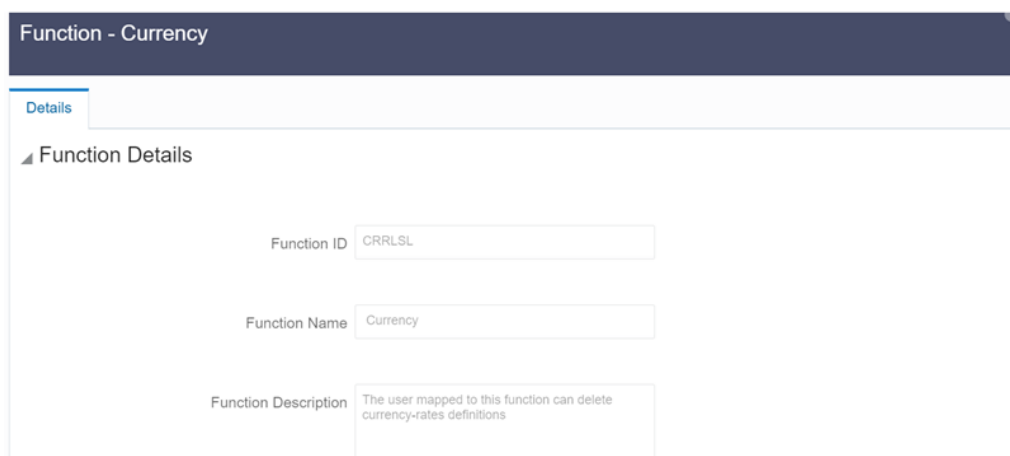 Function - Currency
Details
Function Details
Function ID CRRLSL
Function Name Currency
Function Description The user mapped to this function can delete
currency-rates definitions